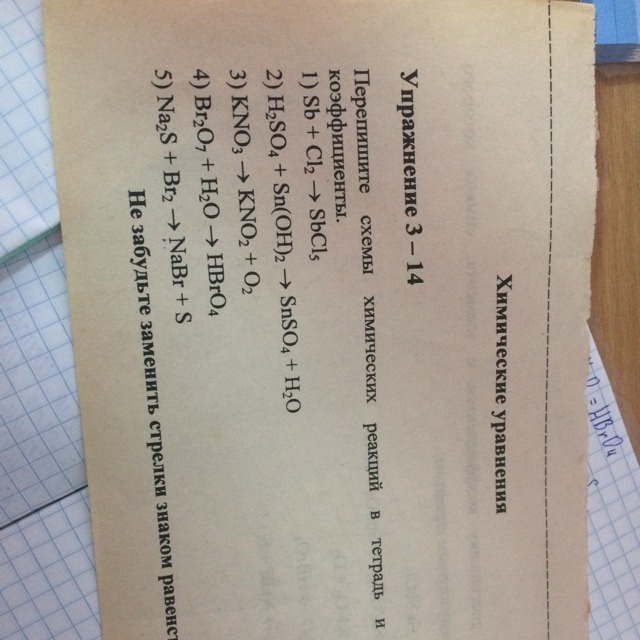 Химические уравнения
Упражнение 3 – 14
Перепишите схемы химических реакций в тетрадь и
коэффициенты.
1) Sb + Cl₂ → SbCl₅
2) H₂SO₄ + Sn(OH)₂ → SnSO₄ + H₂O
3) KNO₃ → KNO₂ + O₂
4) Br₂O₇ + H₂O → HBrO₄
5) Na₂S + Br₂ → NaBr + S
Не забудьте заменить стрелки знаком